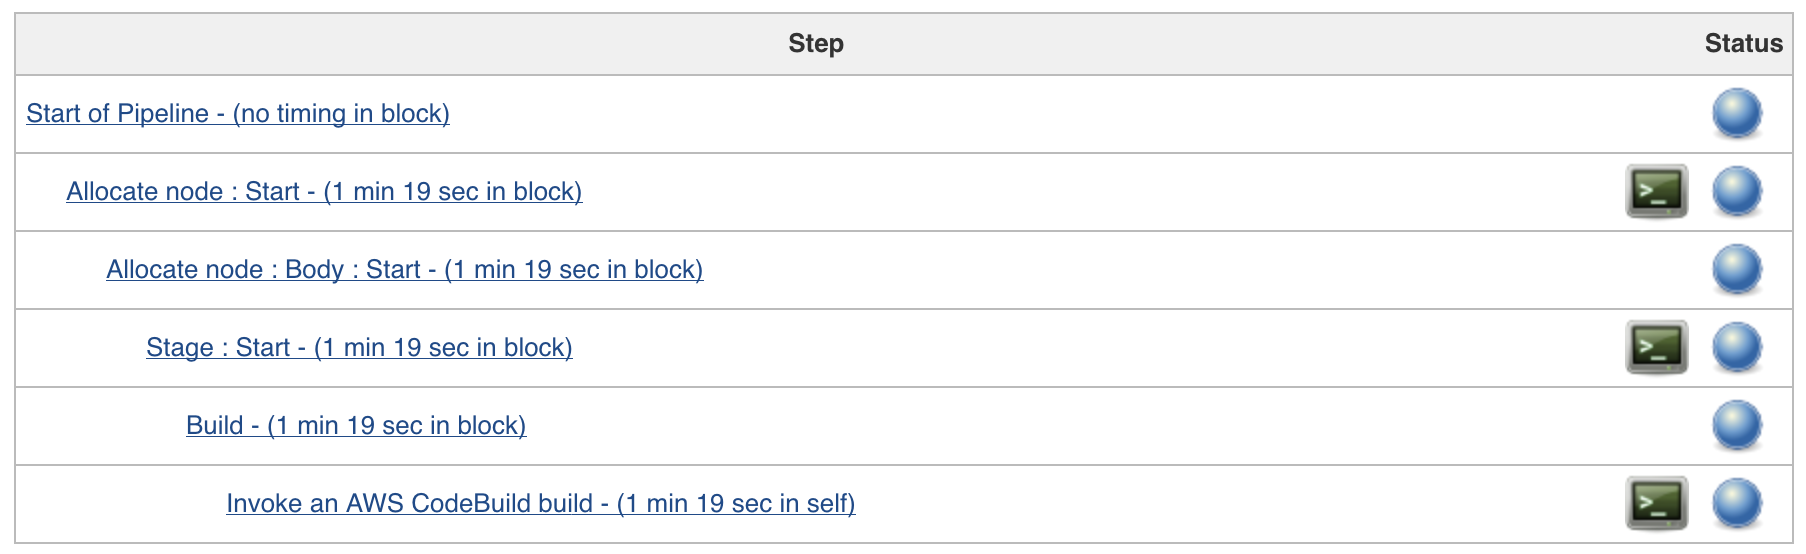 Step Status
Start of Pipeline - (no timing in block)
Allocate node : Start - (1 min 19 sec in block)
>_
Allocate node : Body : Start - (1 min 19 sec in block)
Stage : Start - (1 min 19 sec in block)
>_
Build - (1 min 19 sec in block)
Invoke an AWS CodeBuild build - (1 min 19 sec in self)
>_